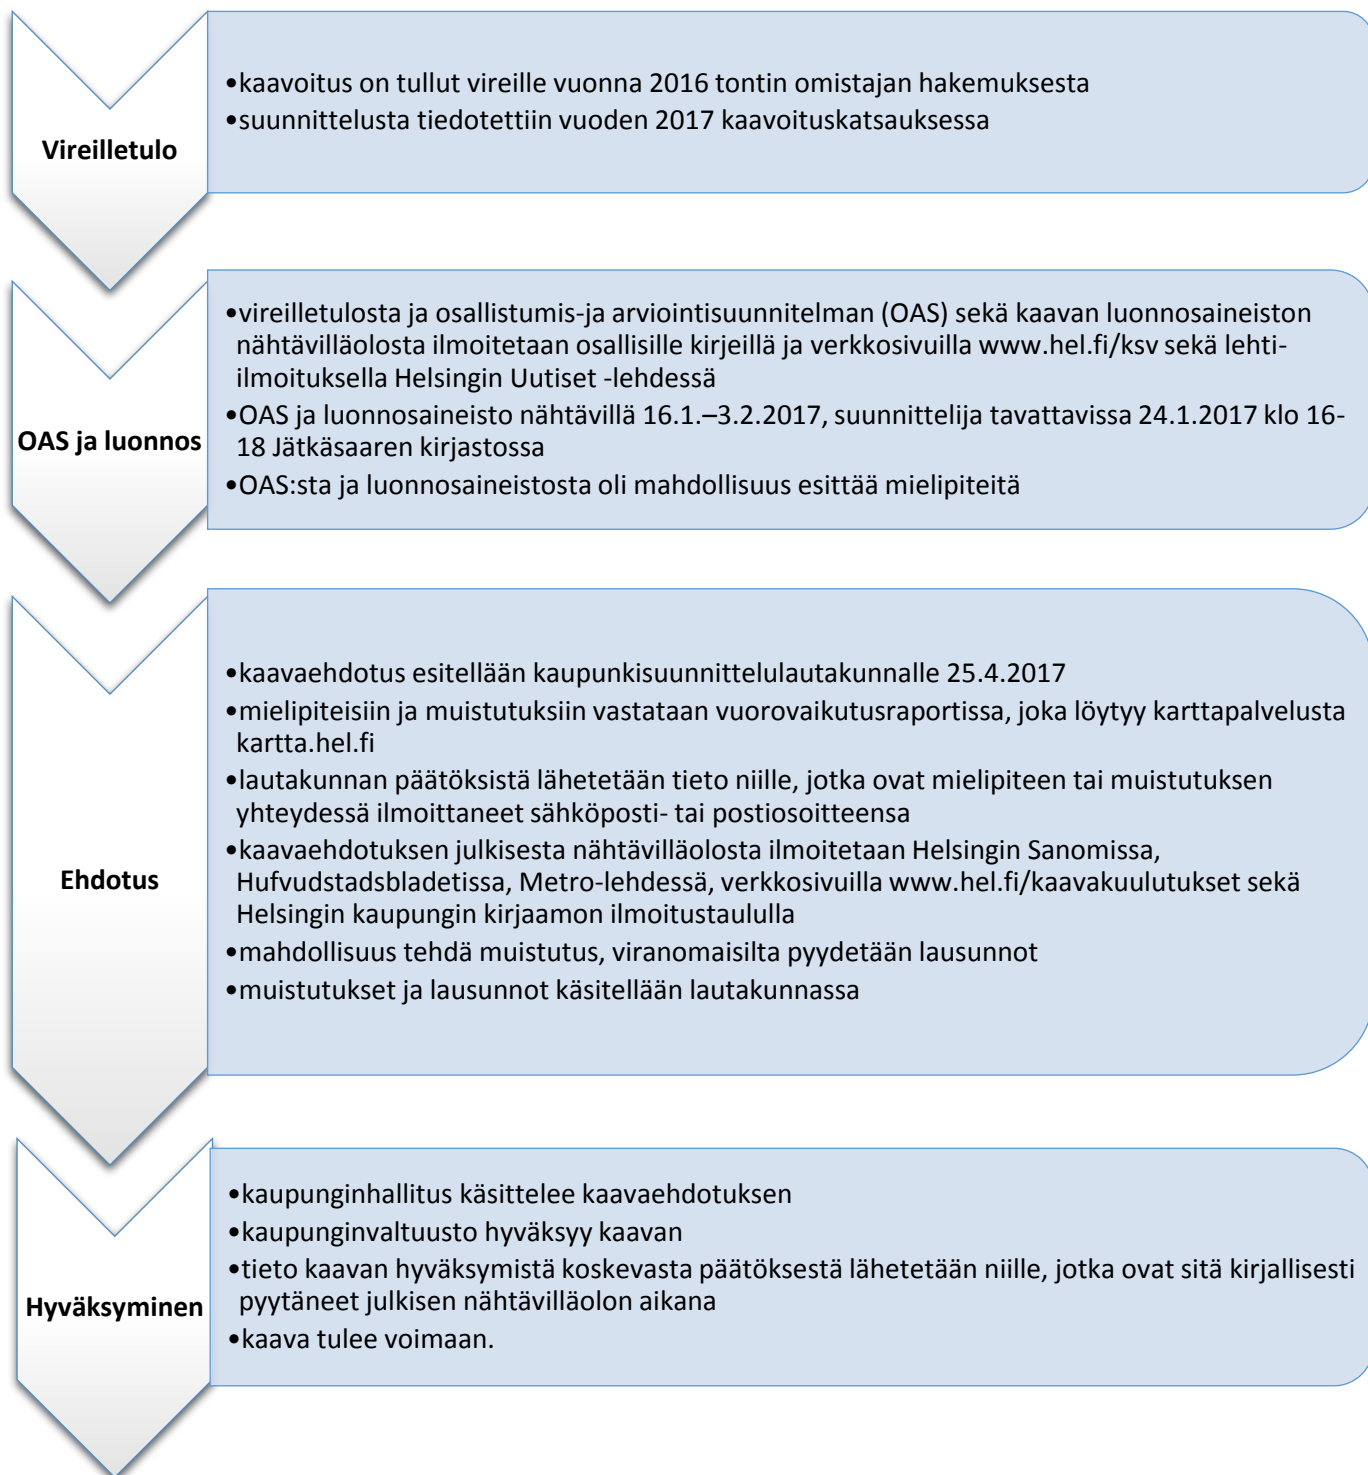 Vireilletulo
•kaavoitus on tullut vireille vuonna 2016 tontin omistajan hakemuksesta
•suunnittelusta tiedotettiin vuoden 2017 kaavoituskatsauksessa
OAS ja luonnos
•vireilletulosta ja osallistumis-ja arviointisuunnitelman (OAS) sekä kaavan luonnosaineiston
nähtävilläolosta ilmoitetaan osallisille kirjeillä ja verkkosivuilla www.hel.fi/ksv sekä lehti-
ilmoituksella Helsingin Uutiset -lehdessä
•OAS ja luonnosaineisto nähtävillä 16.1.–3.2.2017, suunnittelija tavattavissa 24.1.2017 klo 16-
18 Jätkäsaaren kirjastossa
•OAS:sta ja luonnosaineistosta oli mahdollisuus esittää mielipiteitä
Ehdotus
•kaavaehdotus esitellään kaupunkisuunnittelulautakunnalle 25.4.2017
•mielipiteisiin ja muistutuksiin vastataan vuorovaikutusraportissa, joka löytyy karttapalvelusta
kartta.hel.fi
•lautakunnan päätöksistä lähetetään tieto niille, jotka ovat mielipiteen tai muistutuksen
yhteydessä ilmoittaneet sähköposti- tai postiosoitteensa
•kaavaehdotuksen julkisesta nähtävilläolosta ilmoitetaan Helsingin Sanomissa,
Hufvudstadsbladetissa, Metro-lehdessä, verkkosivuilla www.hel.fi/kaavakuulutukset sekä
Helsingin kaupungin kirjaamon ilmoitustaululla
•mahdollisuus tehdä muistutus, viranomaisilta pyydetään lausunnot
•muistutukset ja lausunnot käsitellään lautakunnassa
Hyväksyminen
•kaupunginhallitus käsittelee kaavaehdotuksen
•kaupunginvaltuusto hyväksyy kaavan
•tieto kaavan hyväksymistä koskevasta päätöksestä lähetetään niille, jotka ovat sitä kirjallisesti
pyytäneet julkisen nähtävilläolon aikana
•kaava tulee voimaan.